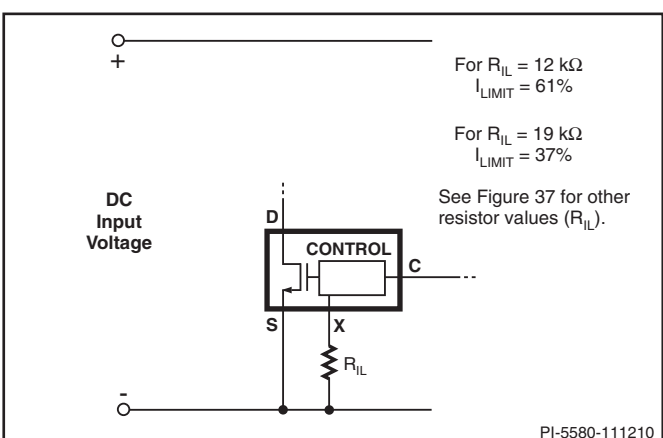 +
For R_IL = 12 kΩ
I_LIMIT = 61%
For R_IL = 19 kΩ
I_LIMIT = 37%
See Figure 37 for other
resistor values (R_IL).
DC
Input
Voltage
D
CONTROL
C
S
X
R_IL
-
PI-5580-111210